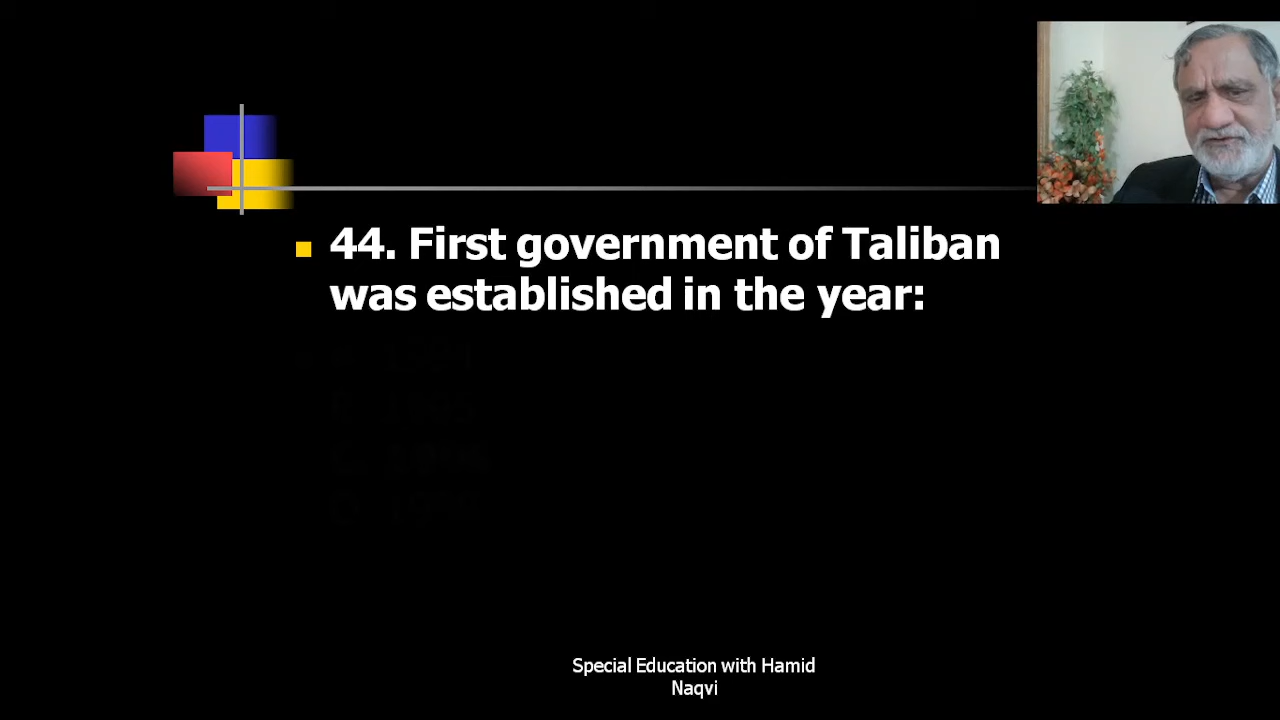 44. First government of Taliban
was established in the year:
Special Education with Hamid
Naqvi